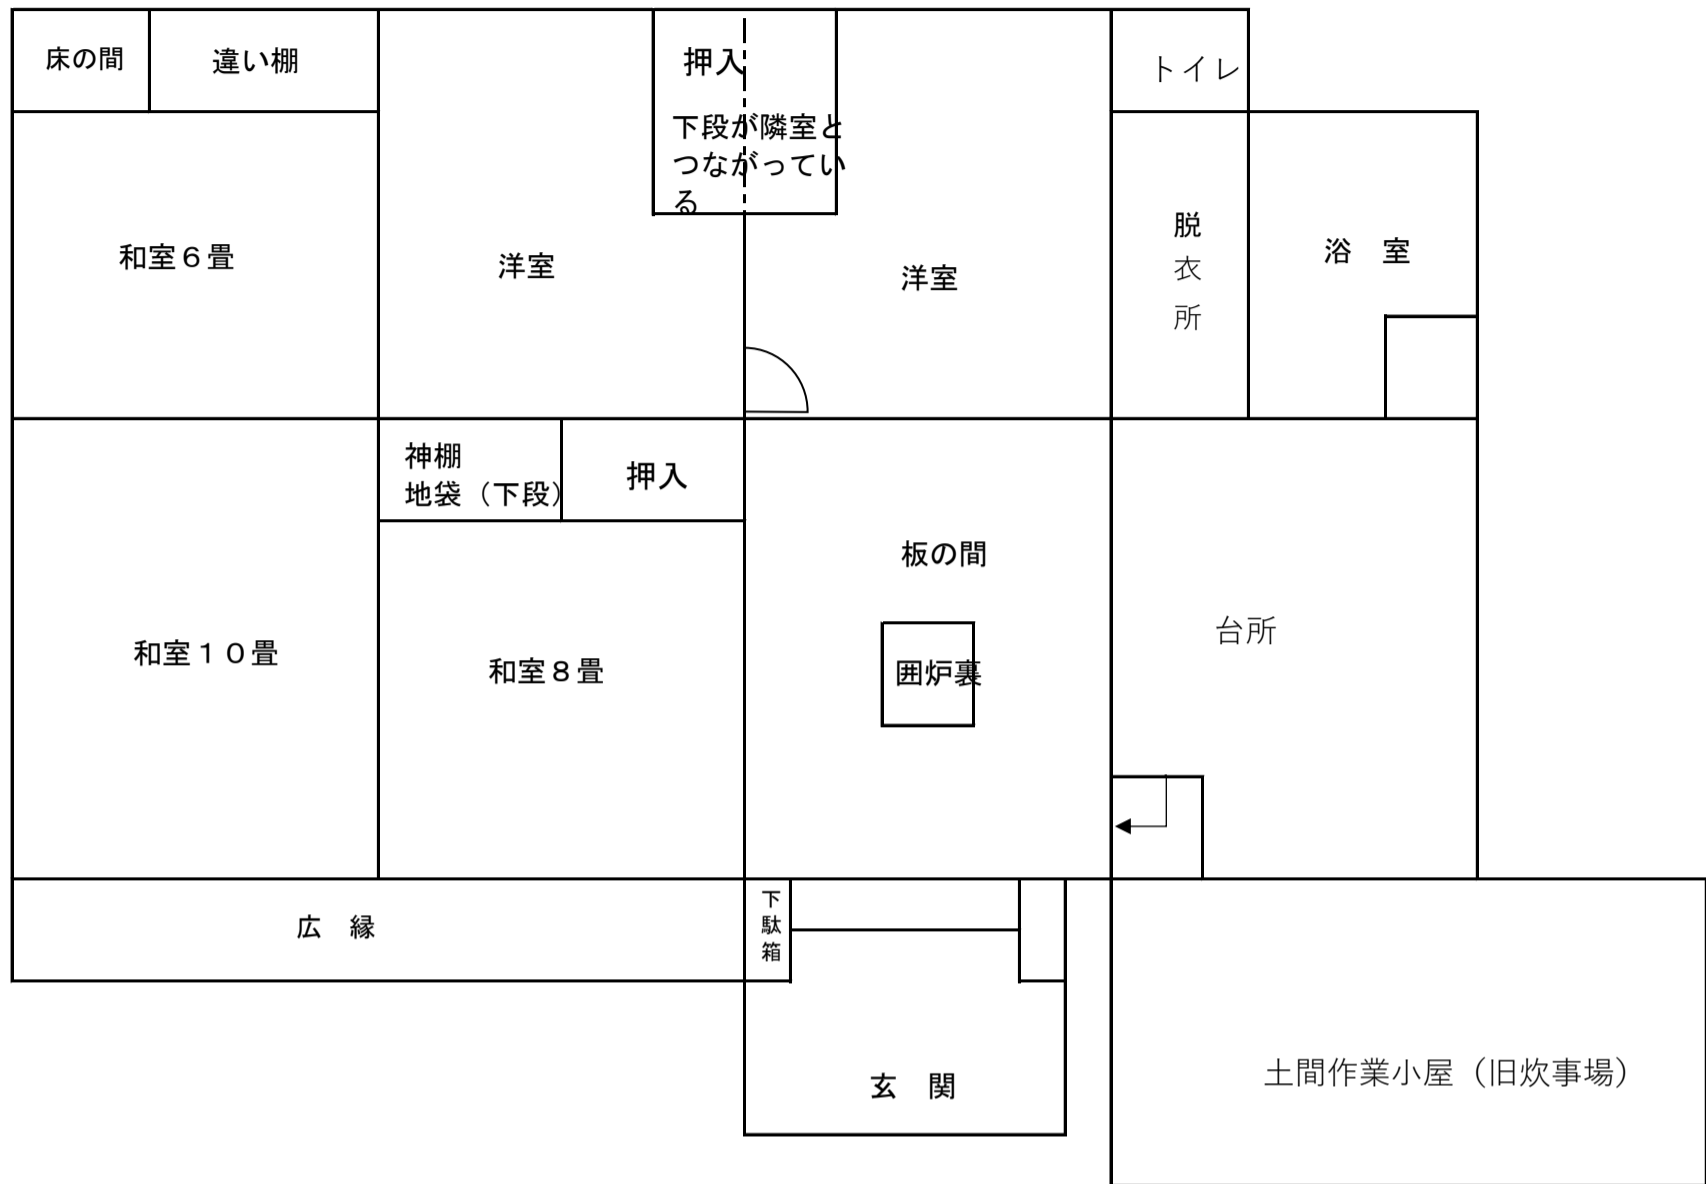 床の間
違い棚
押入
下段が隣室と
つながってい
る
トイレ
和室６畳
洋室
洋室
脱
衣
所
浴　室
神棚
地袋（下段）
押入
板の間
囲炉裏
台所
和室１０畳
和室８畳
広　縁
下
駄
箱
玄　関
土間作業小屋（旧炊事場）